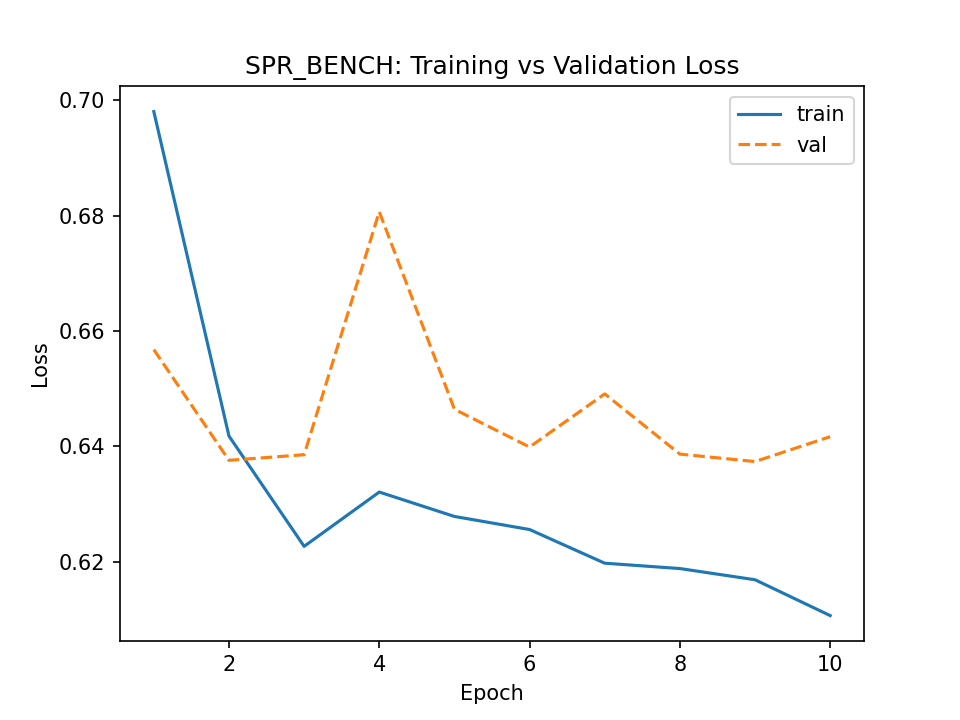 SPR_BENCH: Training vs Validation Loss
train
val
0.70
0.68
0.66
0.64
0.62
Loss
2
4
6
8
10
Epoch